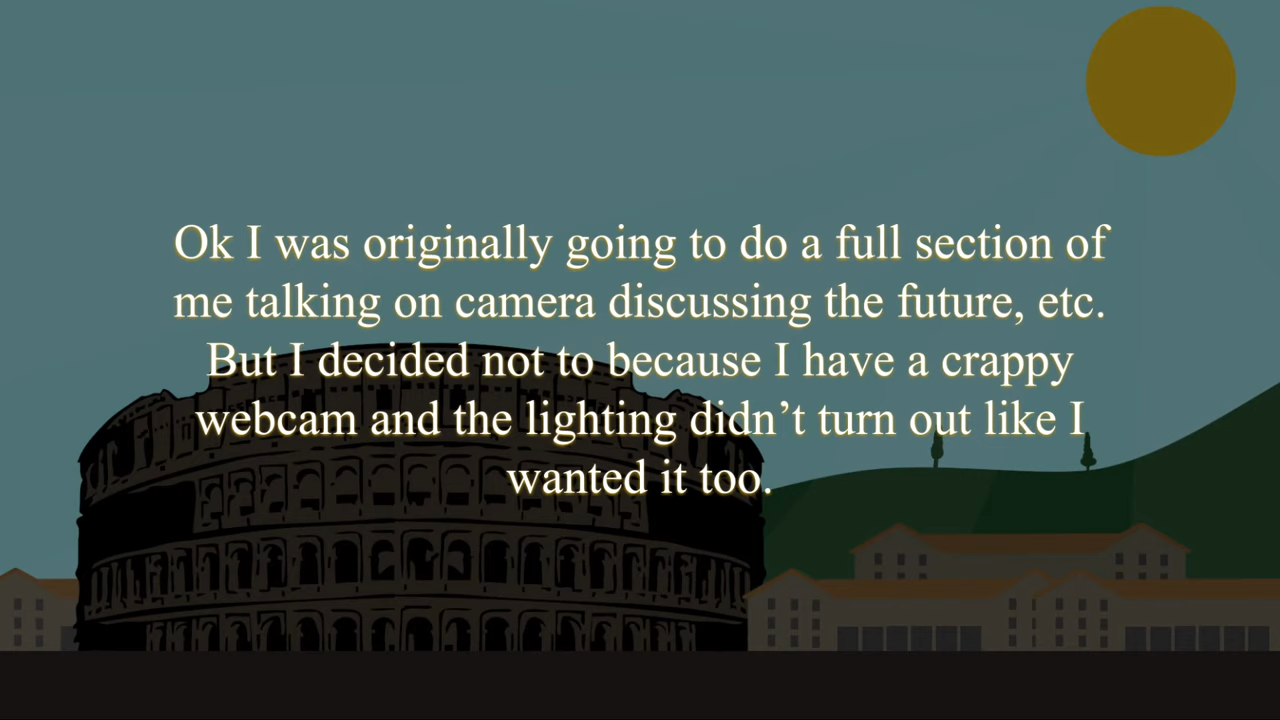 Ok I was originally going to do a full section of
me talking on camera discussing the future, etc.
But I decided not to because I have a crappy
webcam and the lighting didn’t turn out like I
wanted it too.